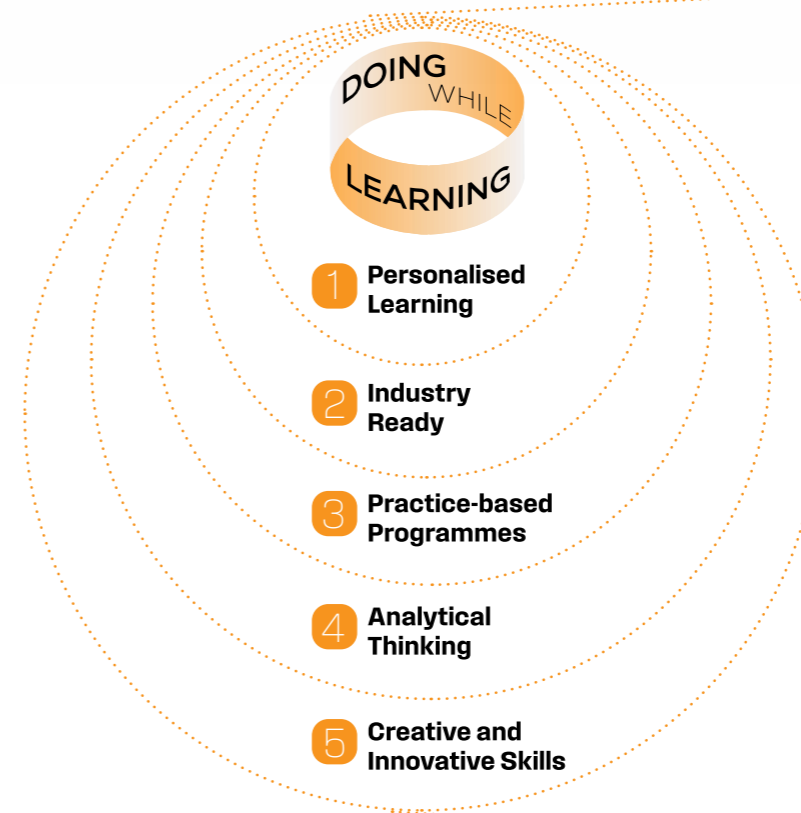 DOING
WHILE
LEARNING
1
Personalised
Learning
2
Industry
Ready
3
Practice-based
Programmes
4
Analytical
Thinking
5
Creative and
Innovative Skills